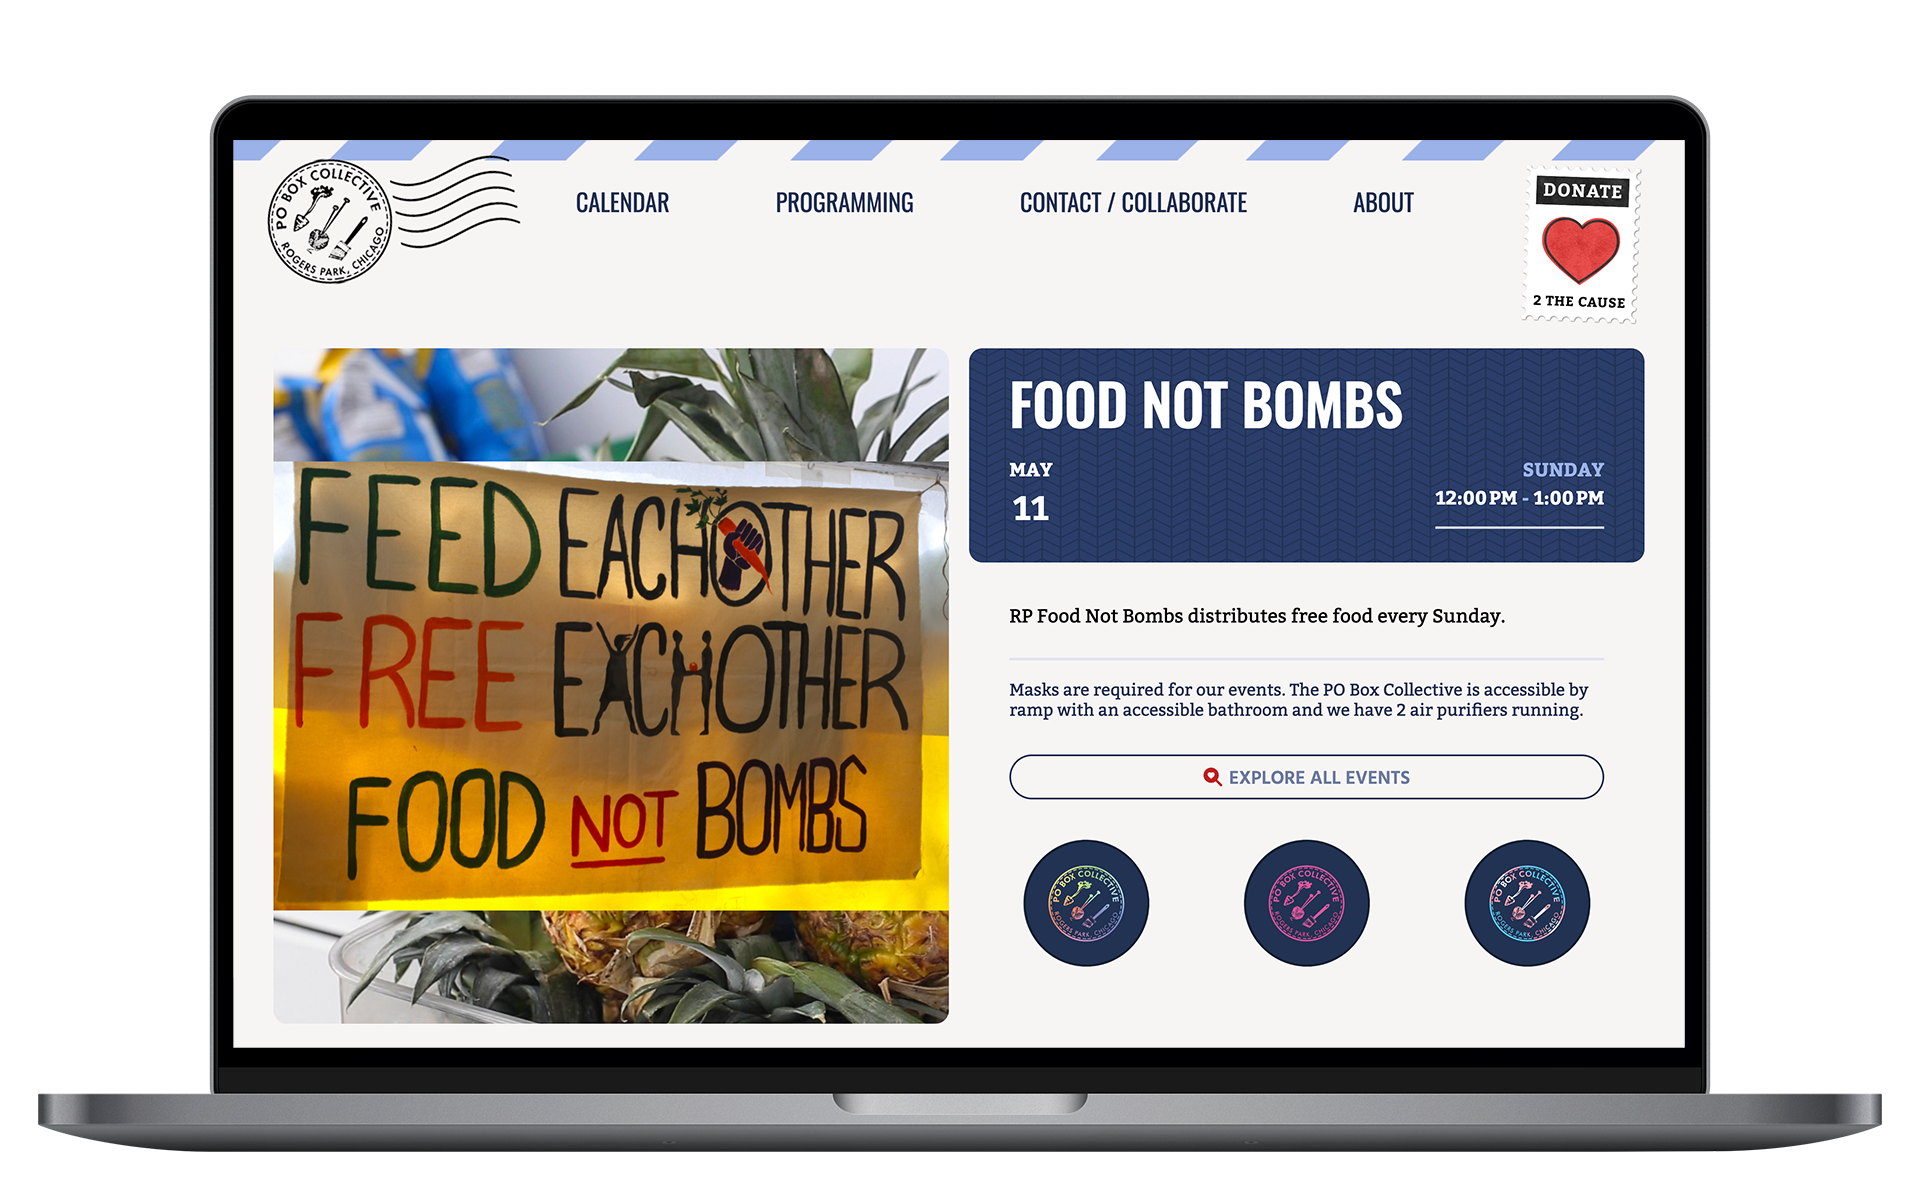 PO BOX COLLECTIVE
ROGERS PARK, CHICAGO
CALENDAR
PROGRAMMING
CONTACT / COLLABORATE
ABOUT
DONATE
2 THE CAUSE
FEED EACH OTHER
FREE EACH OTHER
FOOD NOT BOMBS
FOOD NOT BOMBS
MAY
11
SUNDAY
12:00 PM - 1:00 PM
RP Food Not Bombs distributes free food every Sunday.
Masks are required for our events. The PO Box Collective is accessible by
ramp with an accessible bathroom and we have 2 air purifiers running.
EXPLORE ALL EVENTS
PO BOX COLLECTIVE
ROGERS PARK, CHICAGO
PO BOX COLLECTIVE
ROGERS PARK, CHICAGO
PO BOX COLLECTIVE
ROGERS PARK, CHICAGO